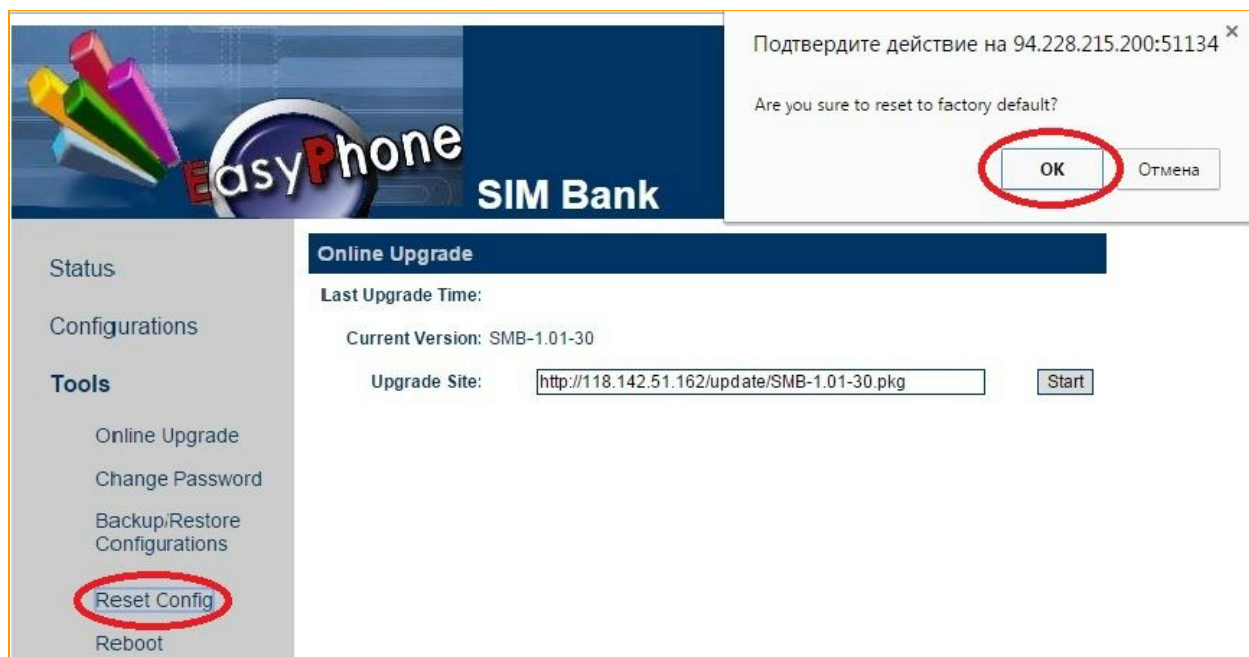 EasyPhone
SIM Bank
Подтвердите действие на 94.228.215.200:51134
×
Are you sure to reset to factory default?
OK
Отмена
Status
Configurations
Tools
Online Upgrade
Change Password
Backup/Restore
Configurations
Reset Config
Reboot
Online Upgrade
Last Upgrade Time:
Current Version: SMB-1.01-30
Upgrade Site: http://118.142.51.162/update/SMB-1.01-30.pkg Start